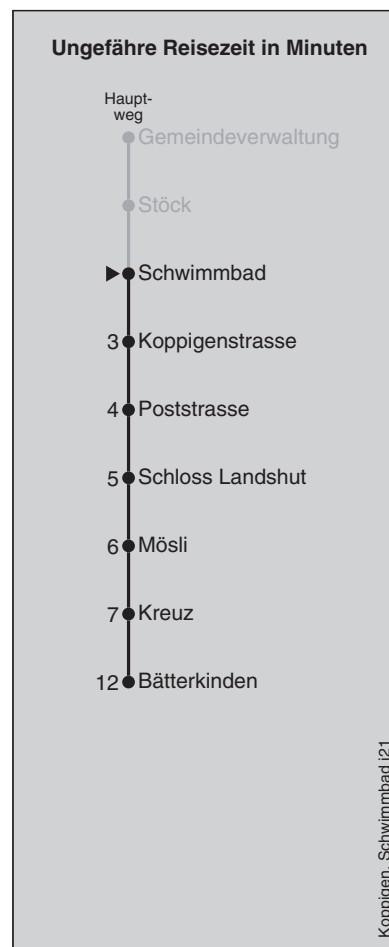 Ungefähre Reisezeit in Minuten
Haupt-
weg
Gemeindeverwaltung
Stöck
Schwimmbad
3 Koppigenstrasse
4 Poststrasse
5 Schloss Landshut
6 Mösli
7 Kreuz
12 Bätterkinden
Koppigen, Schwimmbad j21